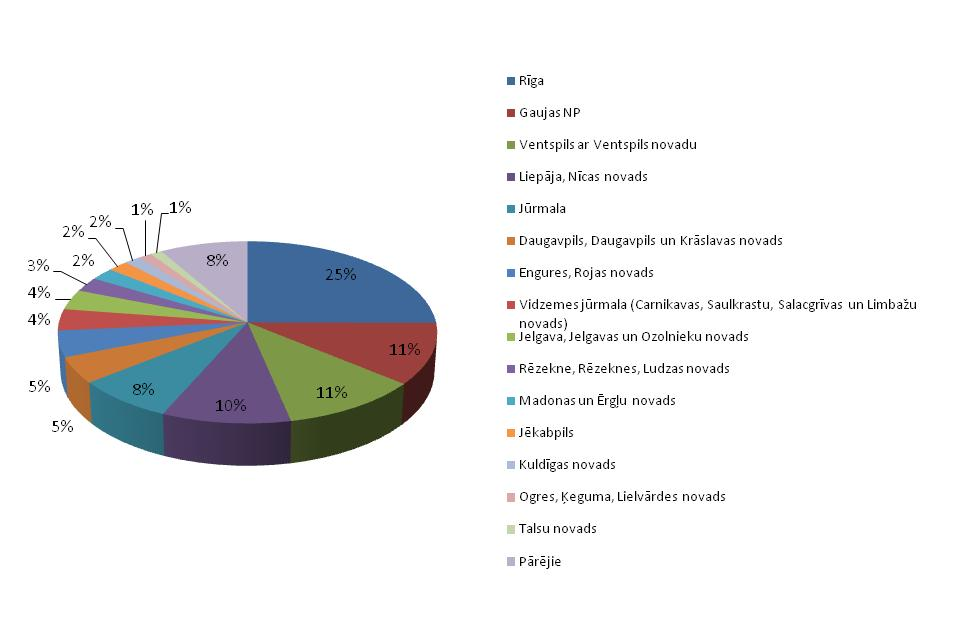 Rīga
Gaujas NP
Ventspils ar Ventspils novadu
Liepāja, Nīcas novads
Jūrmala
Daugavpils, Daugavpils un Krāslavas novads
Engures, Rojas novads
Vidzemes jūrmala (Carnikavas, Saulkrastu, Salacgrīvas un Limbažu
novads)
Jelgava, Jelgavas un Ozolnieku novads
Rēzekne, Rēzeknes, Ludzas novads
Madonas un Ērgļu novads
Jēkabpils
Kuldīgas novads
Ogres, Ķeguma, Lielvārdes novads
Talsu novads
Pārējie
25%
11%
11%
10%
8%
5%
5%
4%
4%
3%
2%
2%
2%
1%
1%
8%